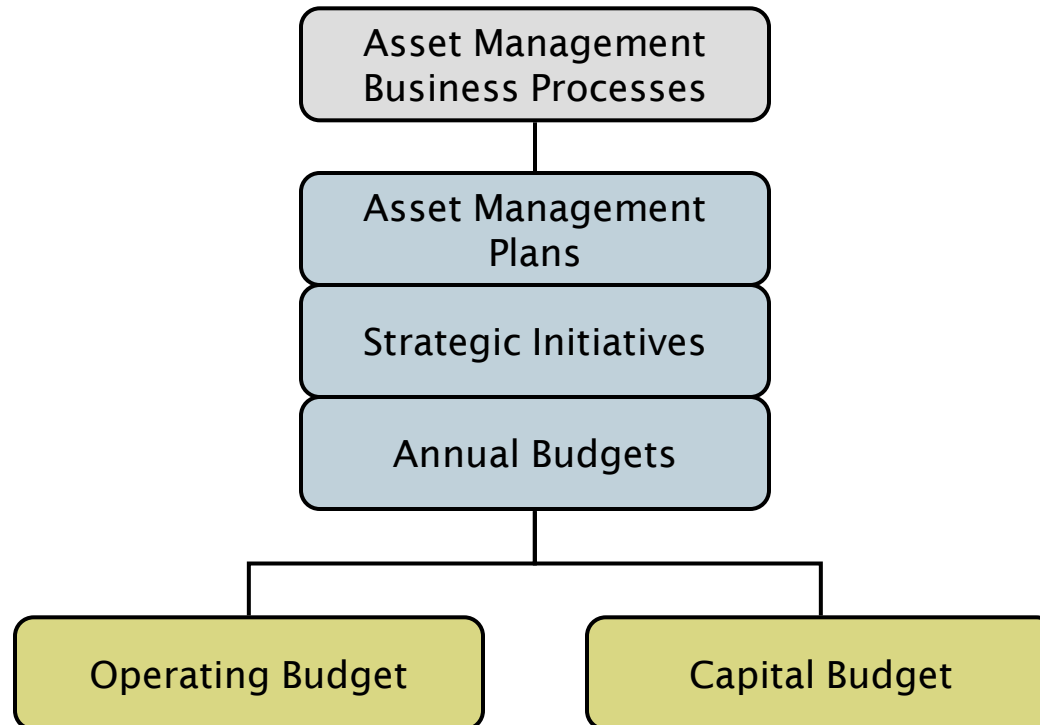 Asset Management
Business Processes
Asset Management
Plans
Strategic Initiatives
Annual Budgets
Operating Budget
Capital Budget